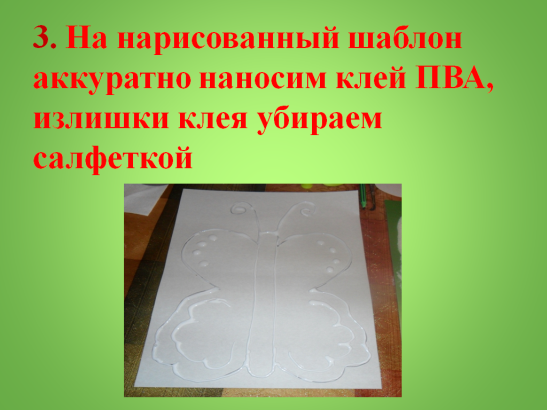 3. На нарисованный шаблон
аккуратно наносим клей ПВА,
излишки клея убираем
салфеткой